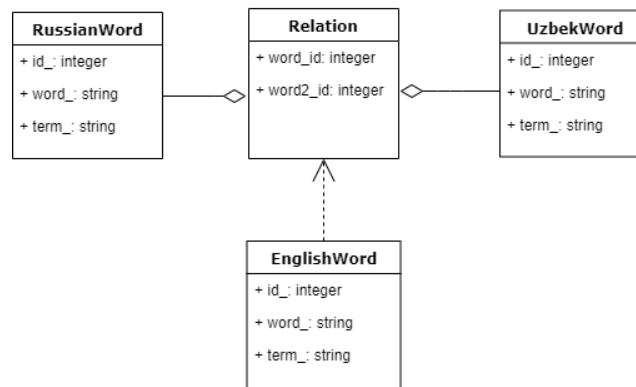 RussianWord
+ id_: integer
+ word_: string
+ term_: string
Relation
+ word_id: integer
+ word2_id: integer
UzbekWord
+ id_: integer
+ word_: string
+ term_: string
EnglishWord
+ id_: integer
+ word_: string
+ term_: string